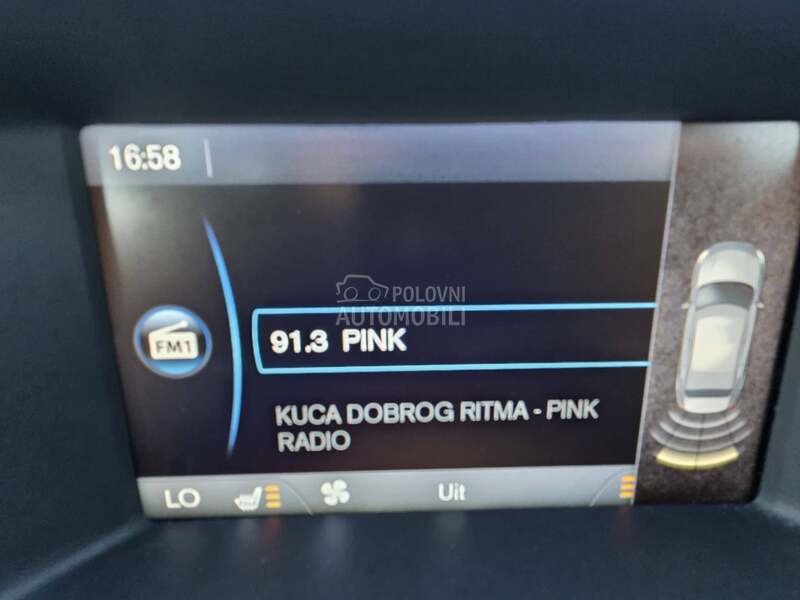 16:58
POLOVNI
AUTOMOBILI
FM1
91.3 PINK
KUCA DOBROG RITMA - PINK
RADIO
LO
Uit